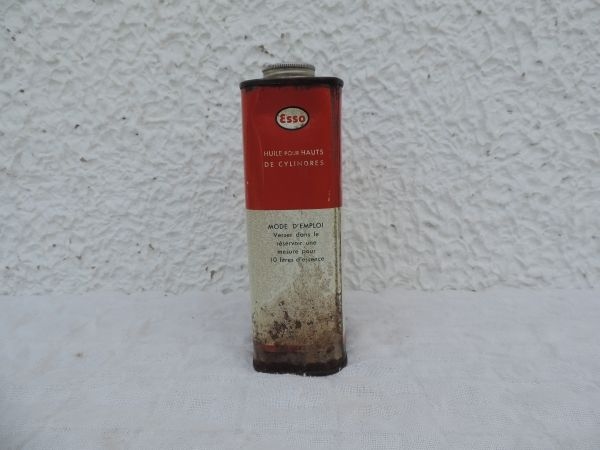 Esso
HUILE POUR HAUTS
DE CYLINDRES
MODE D'EMPLOI
Verser dans le
réservoir une
mesure pour
10 litres d'essence